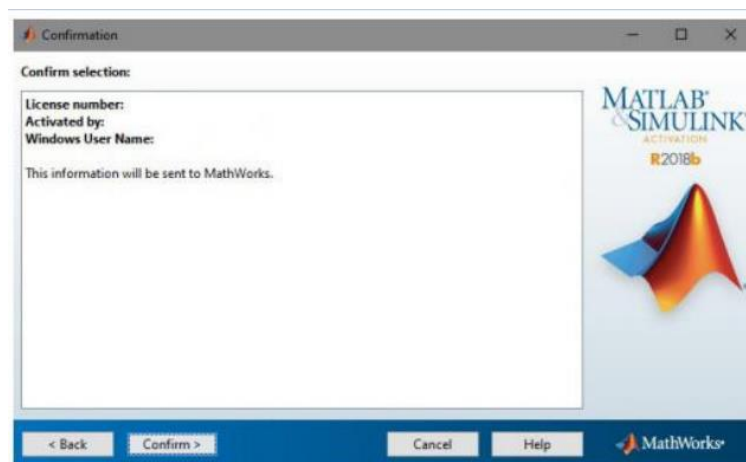 Confirmation
Confirm selection:
License number:
Activated by:
Windows User Name:
This information will be sent to MathWorks.
MATLAB®
&SIMULINK®
ACTIVATION
R2018b
< Back
Confirm >
Cancel
Help
MathWorks®